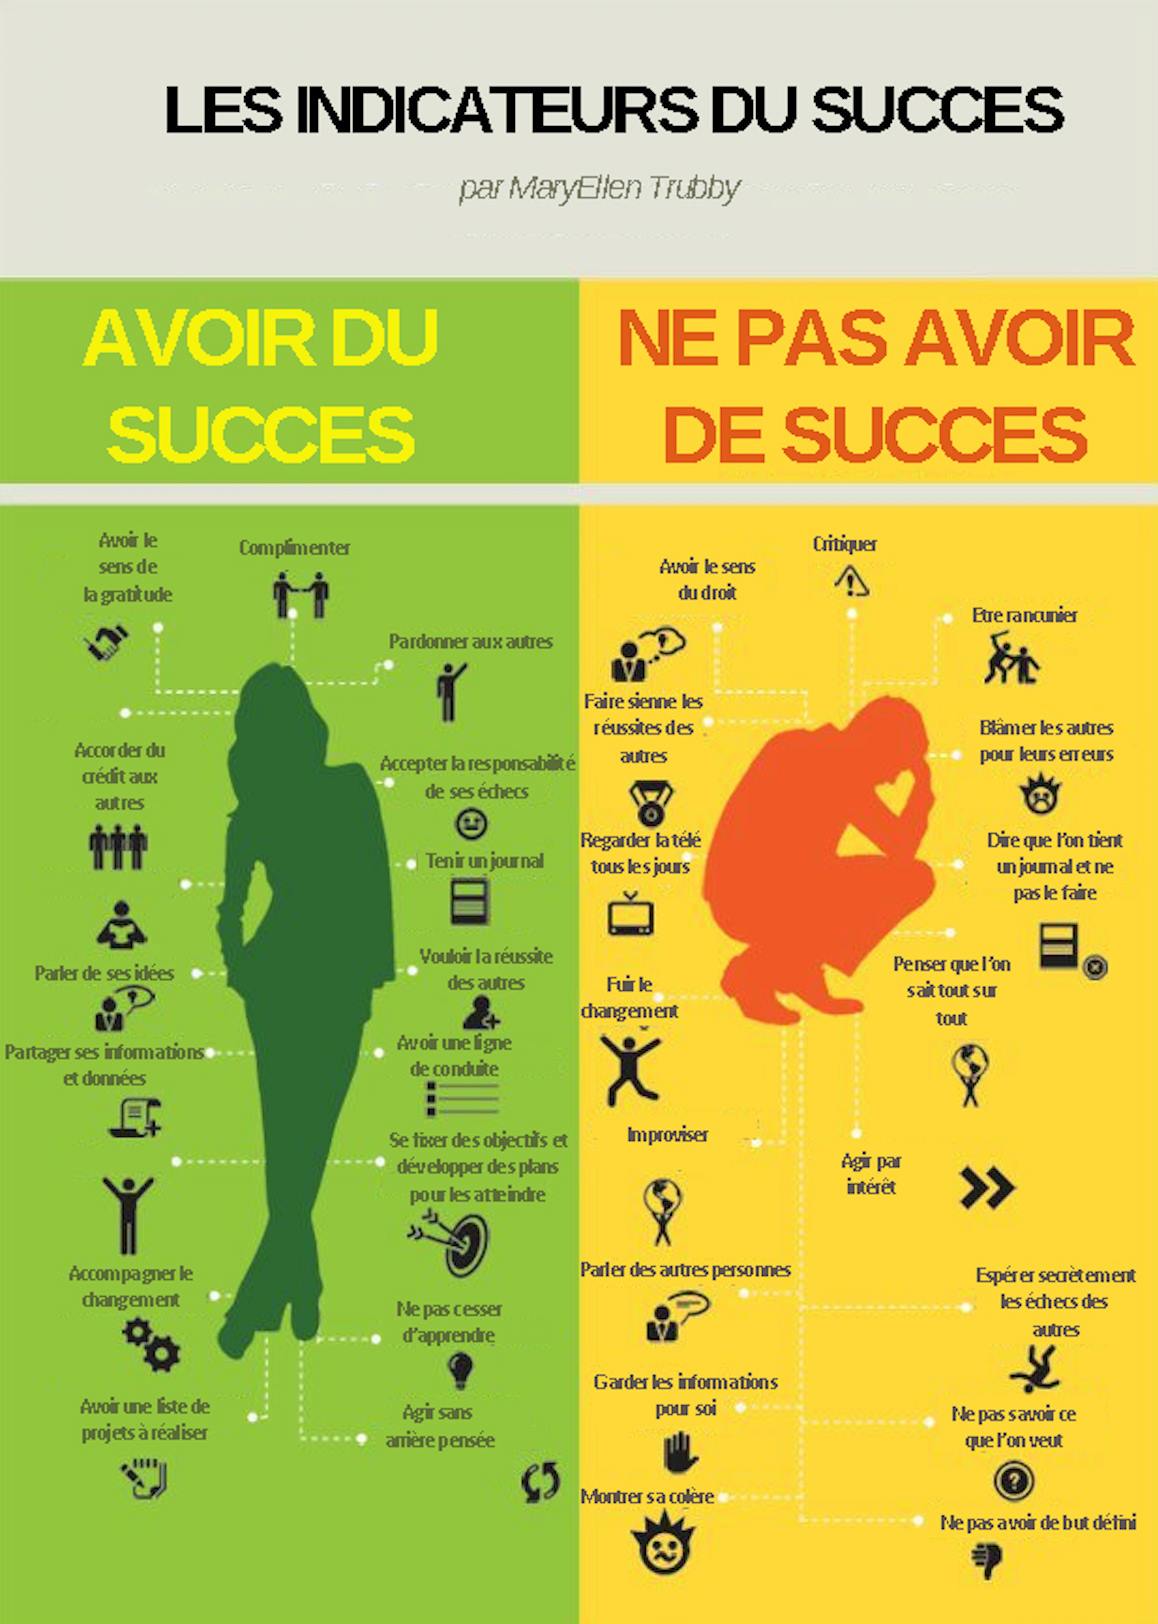 LES INDICATEURS DU SUCCES
par MaryEllen Trubby
AVOIR DU
SUCCES
NE PAS AVOIR
DE SUCCES
Avoir le
sens de
la gratitude
Complimenter
Pardonner aux autres
Accorder du
crédit aux
autres
Accepter la responsabilité
de ses échecs
Tenir un journal
Parler de ses idées
Vouloir la réussite
des autres
Partager ses informations
et données
Avoir une ligne
de conduite
Se fixer des objectifs et
développer des plans
pour les atteindre
Accompagner le
changement
Ne pas cesser
d'apprendre
Avoir une liste de
projets à réaliser
Agir sans
arrière pensée
Critiquer
Avoir le sens
du droit
Etre rancunier
Faire sienne les
réussites des
autres
Blâmer les autres
pour leurs erreurs
Regarder la télé
tous les jours
Dire que l'on tient
un journal et ne
pas le faire
Fuir le
changement
Penser que l'on
sait tout sur
tout
Improviser
Agir par
intérêt
Parler des autres personnes
Espérer secrètement
les échecs des
autres
Garder les informations
pour soi
Ne pas savoir ce
que l'on veut
Montrer sa colère
Ne pas avoir de but défini